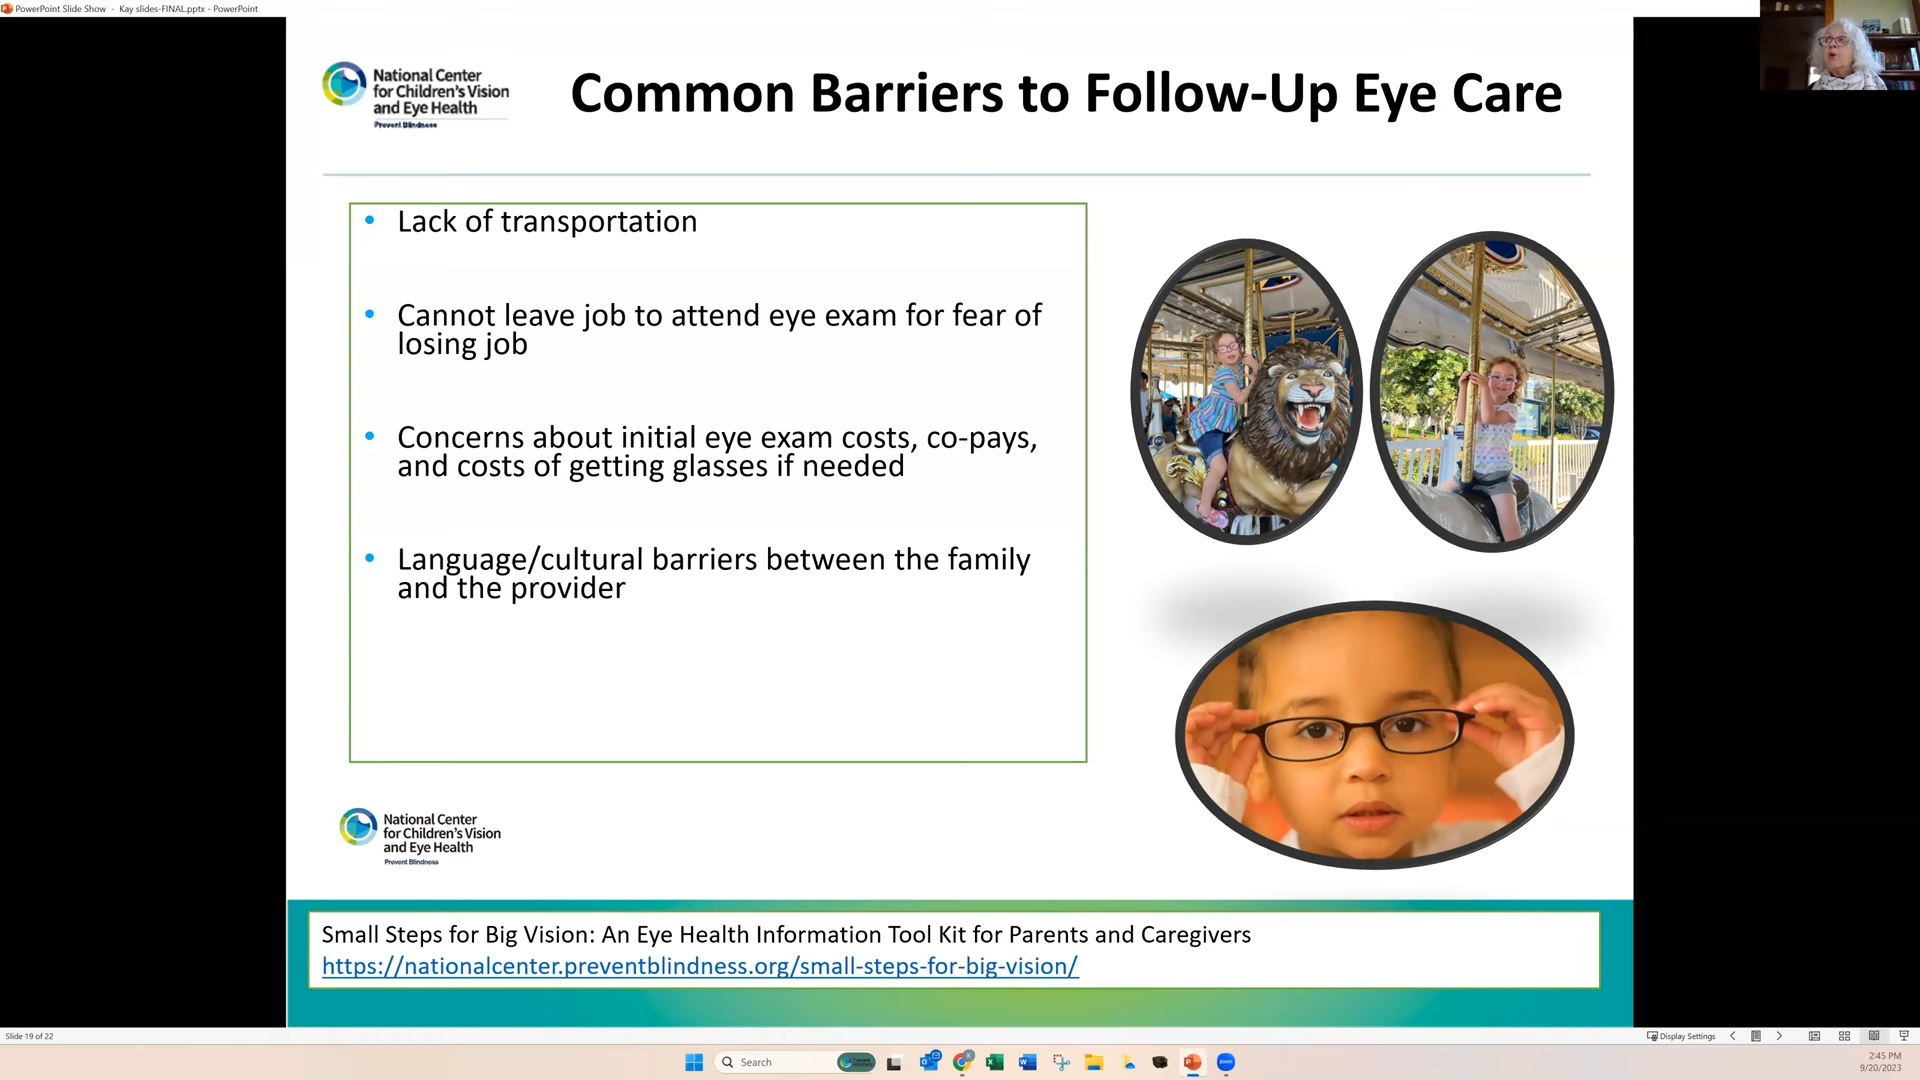 PowerPoint Slide Show - Kay slides-FINAL.pptx - PowerPoint
National Center
for Children's Vision
and Eye Health
Prevent Blindness
Common Barriers to Follow-Up Eye Care
• Lack of transportation
• Cannot leave job to attend eye exam for fear of
losing job
• Concerns about initial eye exam costs, co-pays,
and costs of getting glasses if needed
• Language/cultural barriers between the family
and the provider
National Center
for Children's Vision
and Eye Health
Prevent Blindness
Small Steps for Big Vision: An Eye Health Information Tool Kit for Parents and Caregivers
https://nationalcenter.preventblindness.org/small-steps-for-big-vision/
Slide 19 of 22
Display Settings
Search
zoom
2:45 PM
9/20/2023